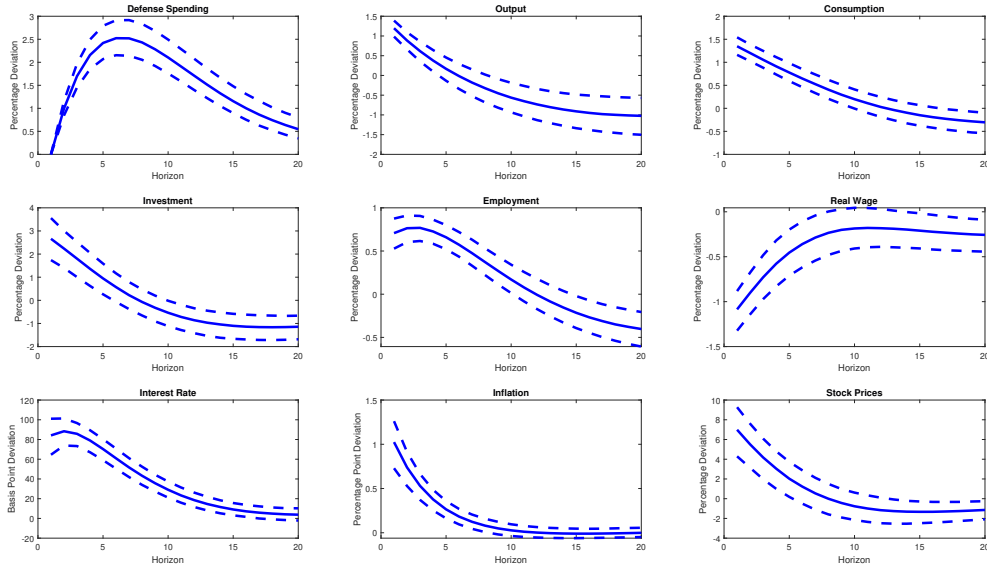 Defense Spending
Percentage Deviation
3
2.5
2
1.5
1
0.5
0
0 5 10 15 20
Horizon
Output
Percentage Deviation
1.5
1
0.5
0
-0.5
-1
-1.5
-2
0 5 10 15 20
Horizon
Consumption
Percentage Deviation
2
1.5
1
0.5
0
-0.5
-1
0 5 10 15 20
Horizon
Investment
Percentage Deviation
4
3
2
1
0
-1
-2
0 5 10 15 20
Horizon
Employment
Percentage Deviation
1
0.5
0
-0.5
0 5 10 15 20
Horizon
Real Wage
Percentage Deviation
0
-0.5
-1
-1.5
0 5 10 15 20
Horizon
Interest Rate
Basis Point Deviation
120
100
80
60
40
20
0
-20
0 5 10 15 20
Horizon
Inflation
Percentage Point Deviation
1.5
1
0.5
0
0 5 10 15 20
Horizon
Stock Prices
Percentage Deviation
10
8
6
4
2
0
-2
-4
0 5 10 15 20
Horizon